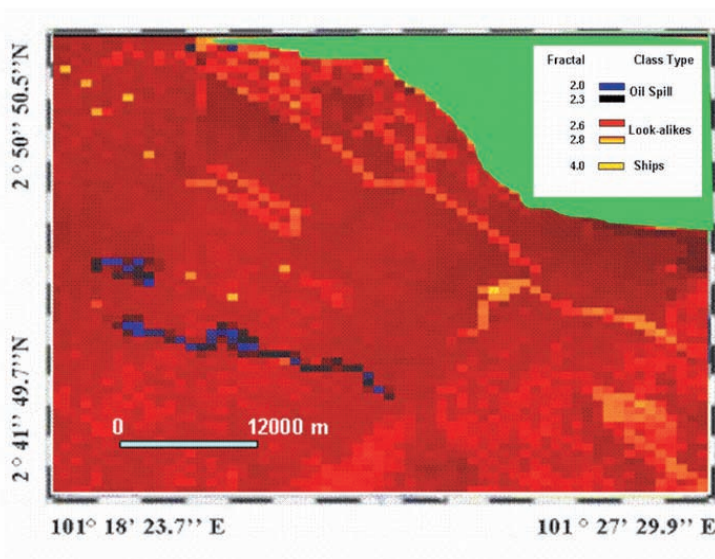 Fractal Class Type
2.0
2.3
Oil Spill
2.6
2.8
Look-alikes
4.0 Ships
2° 50'' 50.5''N
2° 41'' 49.7''N
0 12000 m
101° 18' 23.7'' E 101° 27' 29.9'' E